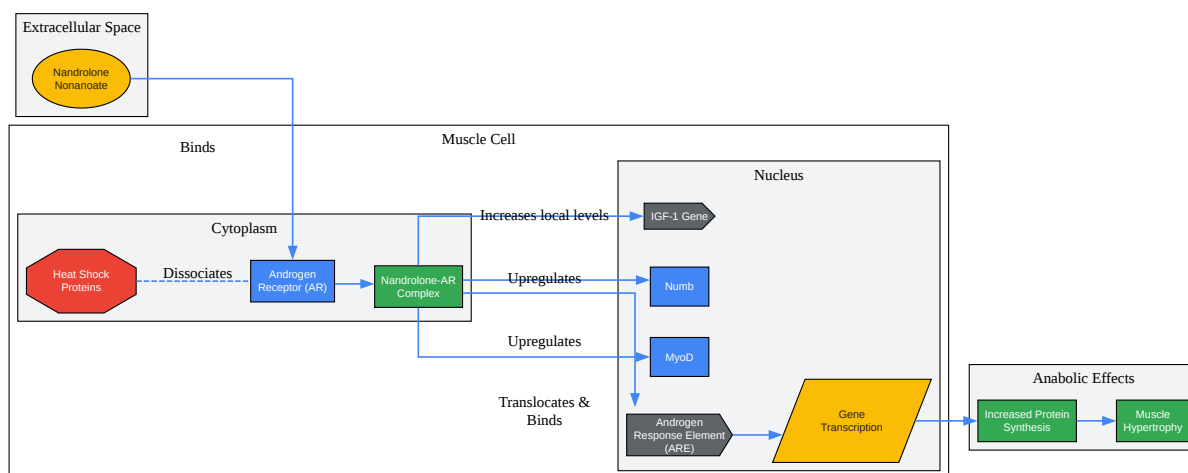 Extracellular Space
Nandrolone
Nonanoate
Binds
Muscle Cell
Nucleus
Cytoplasm
Increases local levels
IGF-1 Gene
Heat Shock
Proteins
Dissociates
Androgen
Receptor (AR)
Nandrolone-AR
Complex
Upregulates
Numb
Upregulates
MyoD
Translocates &
Binds
Androgen
Response Element
(ARE)
Gene
Transcription
Anabolic Effects
Increased Protein
Synthesis
Muscle
Hypertrophy